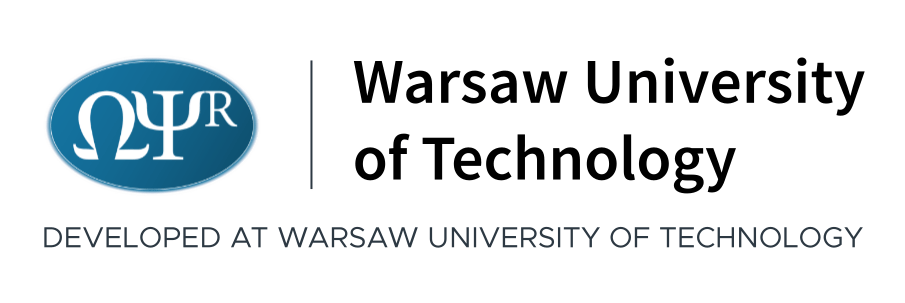 ΩΨR
Warsaw University
of Technology
DEVELOPED AT WARSAW UNIVERSITY OF TECHNOLOGY